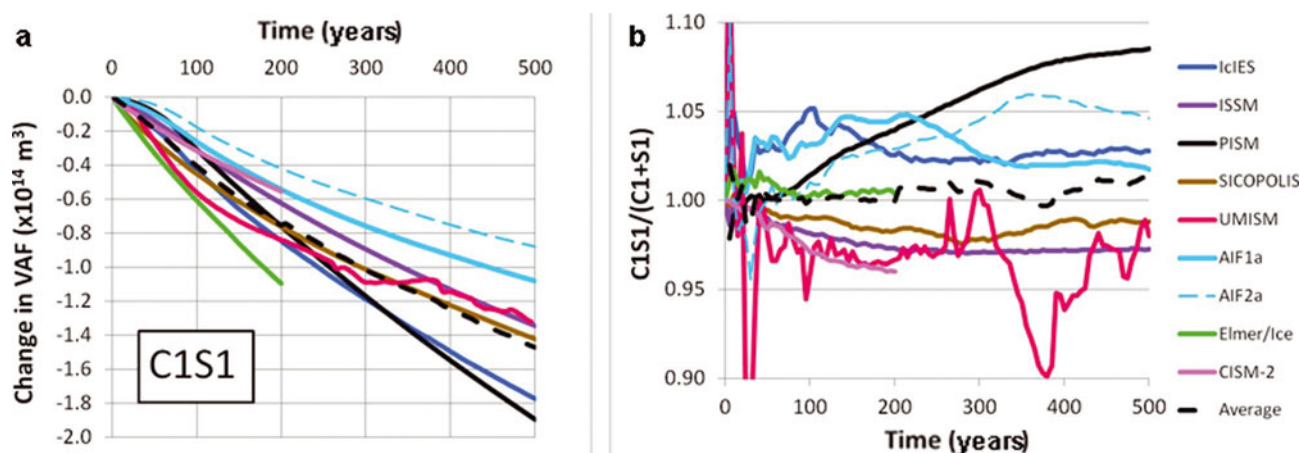 a
Time (years)
0 100 200 300 400 500
Change in VAF (x10¹⁴ m³)
0.0
-0.2
-0.4
-0.6
-0.8
-1.0
-1.2
-1.4
-1.6
-1.8
-2.0
C1S1
b
C1S1/(C1+S1)
1.10
1.05
1.00
0.95
0.90
0 100 200 300 400 500
Time (years)
IcIES
ISSM
PISM
SICOPOLIS
UMISM
AIF1a
AIF2a
Elmer/Ice
CISM-2
Average